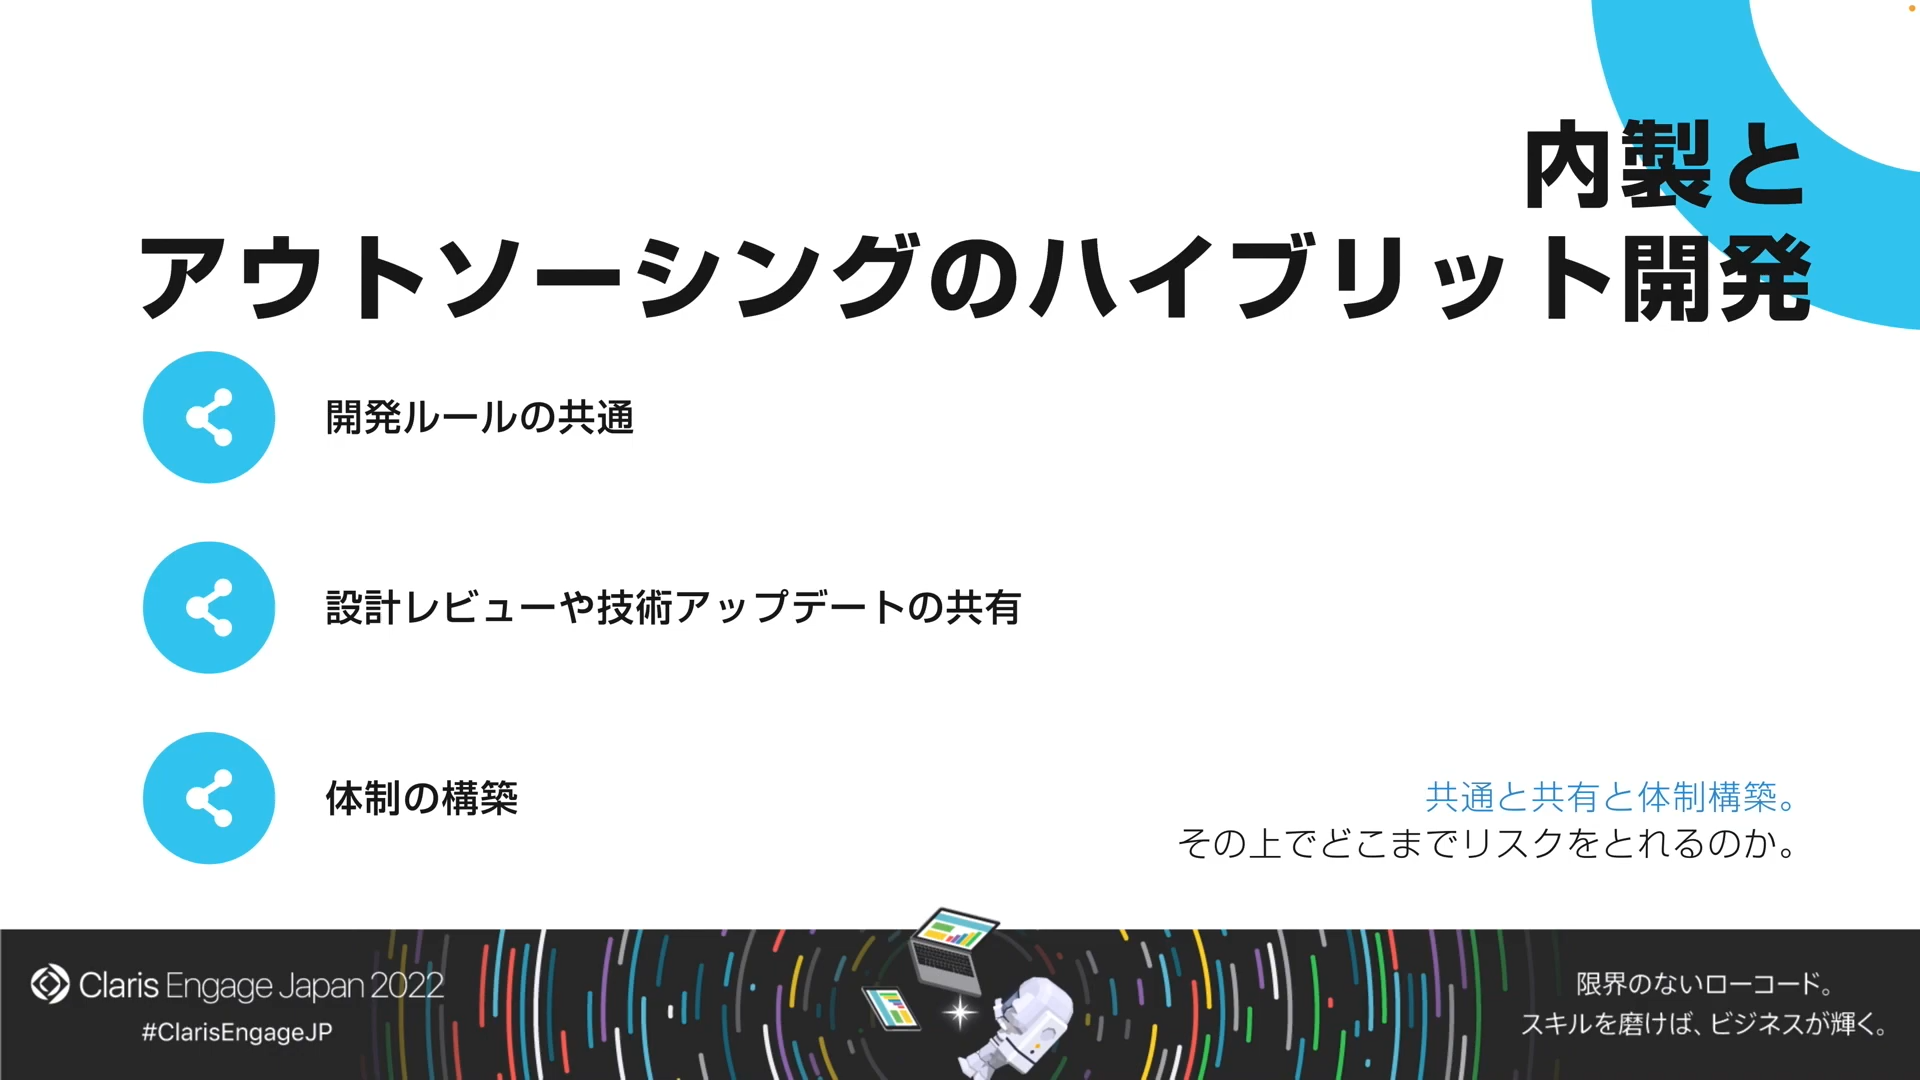 内製と
アウトソーシングのハイブリット開発
開発ルールの共通
設計レビューや技術アップデートの共有
体制の構築
共通と共有と体制構築。
その上でどこまでリスクをとれるのか。
Claris Engage Japan 2022
#ClarisEngageJP
限界のないローコード。
スキルを磨けば、ビジネスが輝く。